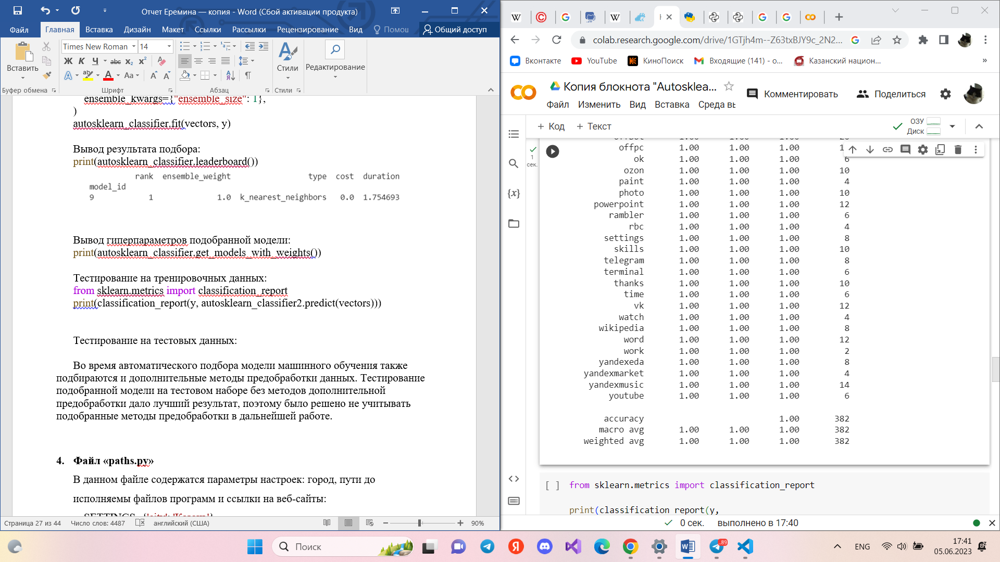 Отчет Еремина — копия - Word (Сбой активации продукта)
Файл Главная Вставка Дизайн Макет Ссылки Рассылки Рецензирование Вид Помощ Общий доступ
Times New Roman 14
Вставить
Ж К Ч abc x₂ x²
Aa
Стили
Редактирование
Буфер обмена Шрифт Абзац Стили
ensemble_kwargs={"ensemble_size": 1},
)
autosklearn_classifier.fit(vectors, y)
Вывод результата подбора:
print(autosklearn_classifier.leaderboard())
rank ensemble_weight type cost duration
model_id
9 1 1.0 k_nearest_neighbors 0.0 1.754693
Вывод гиперпараметров подобранной модели:
print(autosklearn_classifier.get_models_with_weights())
Тестирование на тренировочных данных:
from sklearn.metrics import classification_report
print(classification_report(y, autosklearn_classifier2.predict(vectors)))
Тестирование на тестовых данных:
Во время автоматического подбора модели машинного обучения также
подбираются и дополнительные методы предобработки данных. Тестирование
подобранной модели на тестовом наборе без методов дополнительной
предобработки дало лучший результат, поэтому было решено не учитывать
подобранные методы предобработки в дальнейшей работе.
4. Файл «paths.py»
В данном файле содержатся параметры настроек: город, пути до
исполняемы файлов программ и ссылки на веб-сайты:
Страница 27 из 44 Число слов: 4487 английский (США) 90%
colab.research.google.com/drive/1GTjh4m--Z63txBJY9c_2N2...
Вконтакте YouTube КиноПоиск Входящие (141) - o... Казанский национ... »
Копия блокнота "Autosklea...
Комментировать Поделиться
Файл Изменить Вид Вставка Среда вы
+ Код + Текст
ОЗУ
Диск
1
сек.
offpc 1.00 1.00 1.00
ok 1.00 1.00 1.00 6
ozon 1.00 1.00 1.00 10
paint 1.00 1.00 1.00 4
photo 1.00 1.00 1.00 10
powerpoint 1.00 1.00 1.00 12
rambler 1.00 1.00 1.00 6
rbc 1.00 1.00 1.00 4
settings 1.00 1.00 1.00 8
skills 1.00 1.00 1.00 10
telegram 1.00 1.00 1.00 8
terminal 1.00 1.00 1.00 6
thanks 1.00 1.00 1.00 10
time 1.00 1.00 1.00 6
vk 1.00 1.00 1.00 12
watch 1.00 1.00 1.00 4
wikipedia 1.00 1.00 1.00 8
word 1.00 1.00 1.00 12
work 1.00 1.00 1.00 2
yandexeda 1.00 1.00 1.00 8
yandexmarket 1.00 1.00 1.00 4
yandexmusic 1.00 1.00 1.00 14
youtube 1.00 1.00 1.00 6
accuracy 1.00 382
macro avg 1.00 1.00 1.00 382
weighted avg 1.00 1.00 1.00 382
{x}
[ ] from sklearn.metrics import classification_report
print(classification_report(y,
0 сек. выполнено в 17:40
Поиск
89
ENG
17:41
05.06.2023